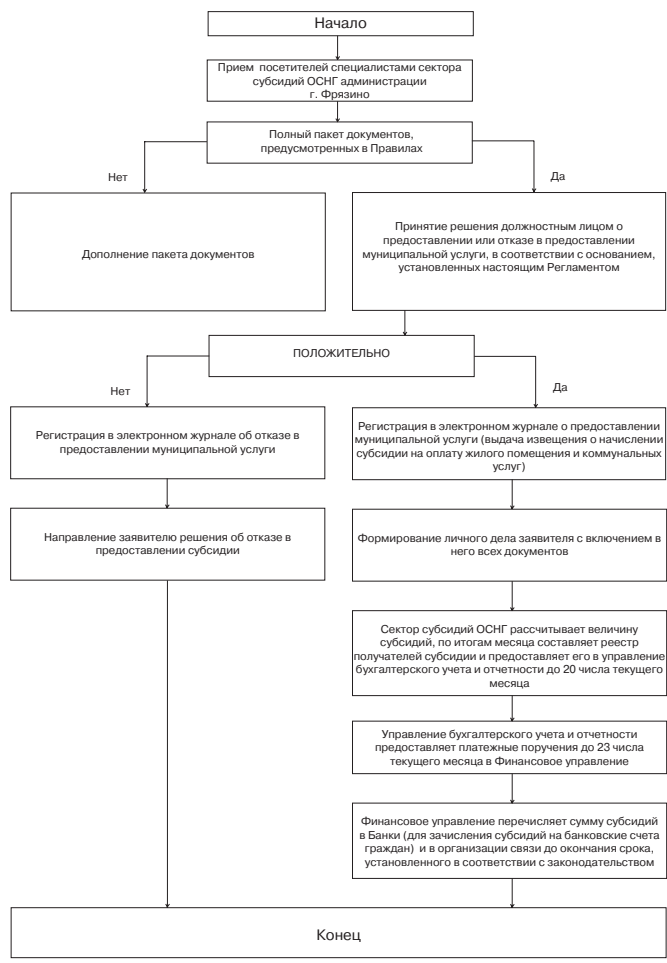 Начало
Прием посетителей специалистами сектора
субсидий ОСНГ администрации
г. Фрязино
Полный пакет документов,
предусмотренных в Правилах
Нет
Да
Дополнение пакета документов
Принятие решения должностным лицом о
предоставлении или отказе в предоставлении
муниципальной услуги, в соответствии с основанием,
установленных настоящим Регламентом
ПОЛОЖИТЕЛЬНО
Нет
Да
Регистрация в электронном журнале об отказе в
предоставлении муниципальной услуги
Регистрация в электронном журнале о предоставлении
муниципальной услуги (выдача извещения о начислении
субсидии на оплату жилого помещения и коммунальных
услуг)
Направление заявителю решения об отказе в
предоставлении субсидии
Формирование личного дела заявителя с включением в
него всех документов
Сектор субсидий ОСНГ рассчитывает величину
субсидий, по итогам месяца составляет реестр
получателей субсидии и предоставляет его в управление
бухгалтерского учета и отчетности до 20 числа текущего
месяца
Управление бухгалтерского учета и отчетности
предоставляет платежные поручения до 23 числа
текущего месяца в Финансовое управление
Финансовое управление перечисляет сумму субсидий
в Банки (для зачисления субсидий на банковские счета
граждан) и в организации связи до окончания срока,
установленного в соответствии с законодательством
Конец